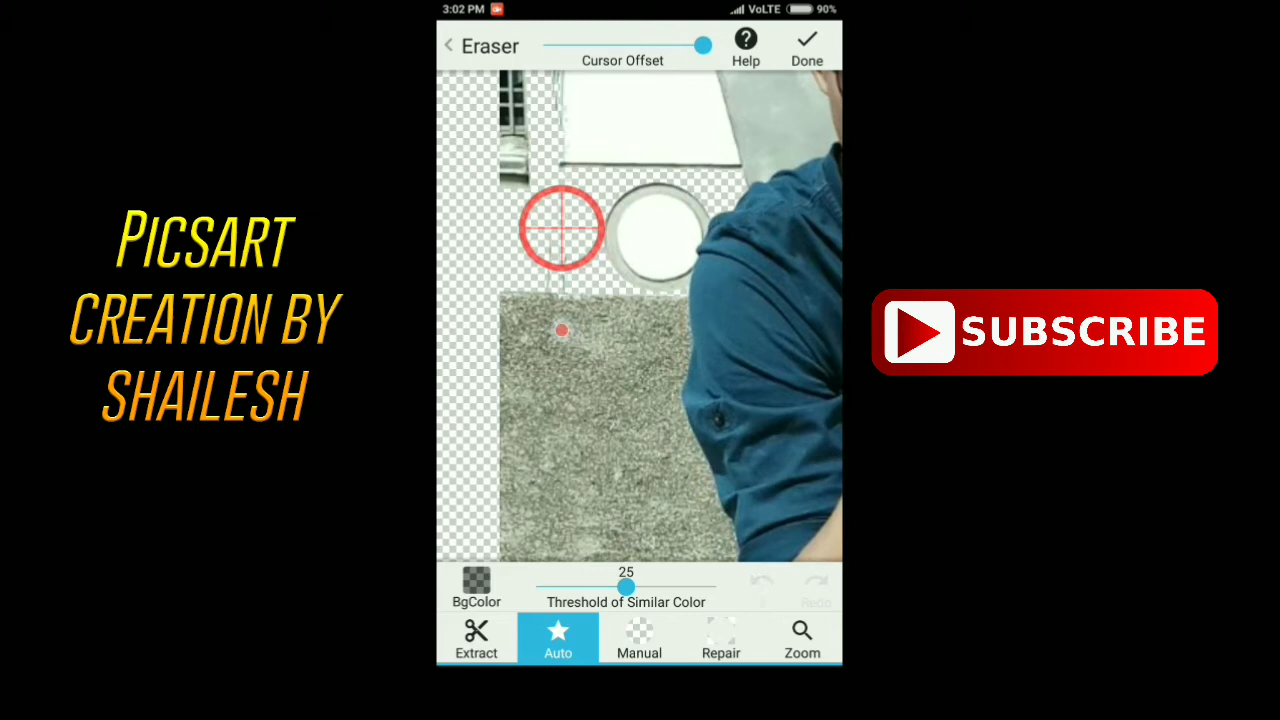 3:02 PM
VoLTE 90%
Eraser
Cursor Offset
Help
Done
PICSART
CREATION BY
SHAILESH
SUBSCRIBE
25
BgColor
Threshold of Similar Color
Redo
Extract
Auto
Manual
Repair
Zoom